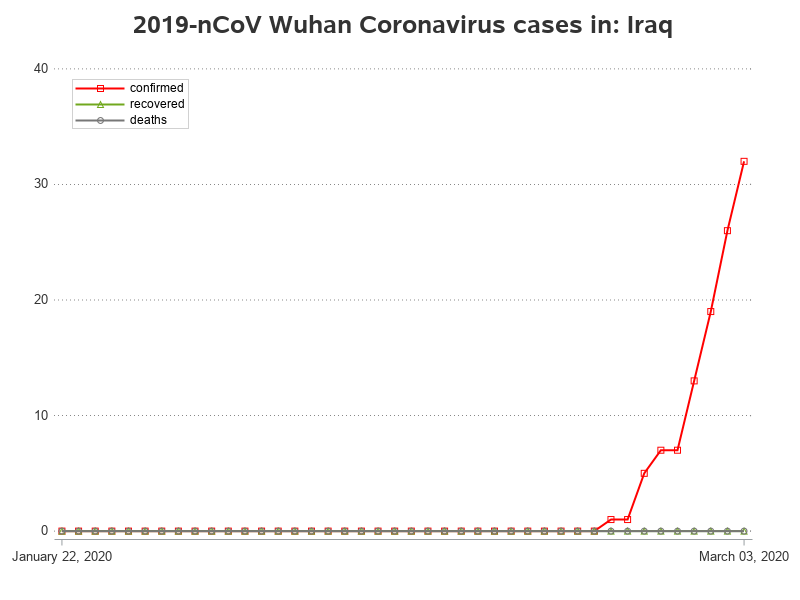 2019-nCoV Wuhan Coronavirus cases in: Iraq
40
confirmed
recovered
deaths
30
20
10
0
January 22, 2020
March 03, 2020